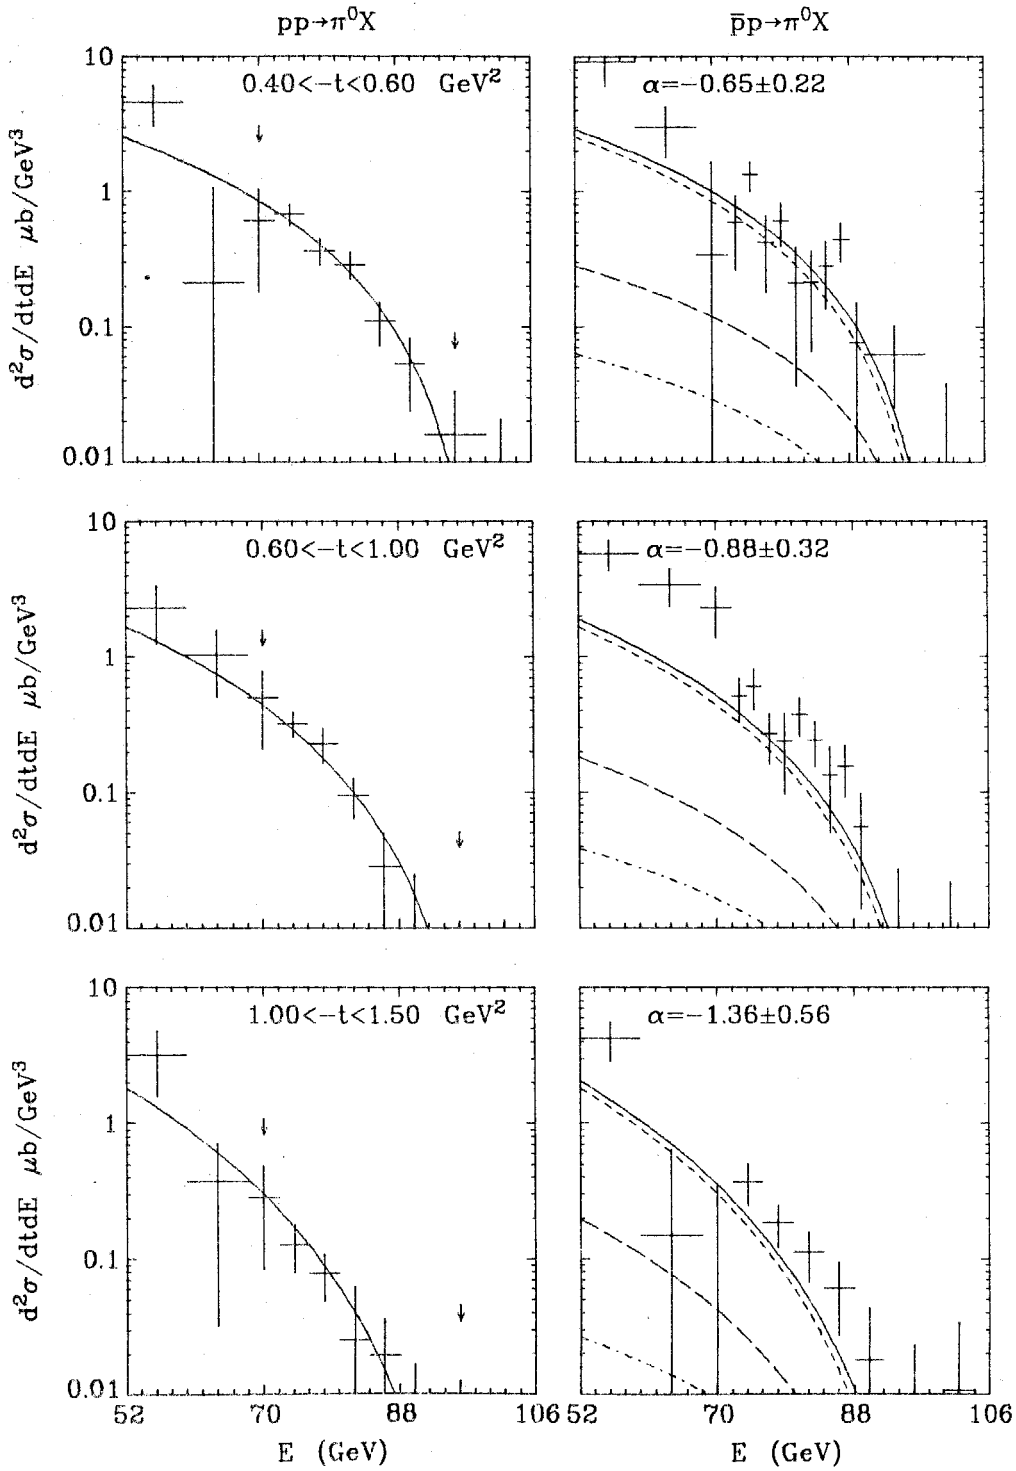 pp→π⁰X
p̄p→π⁰X
10
0.40<-t<0.60 GeV²
α=-0.65±0.22
1
0.1
0.01
d²σ/dtdE μb/GeV³
10
0.60<-t<1.00 GeV²
α=-0.88±0.32
1
0.1
0.01
d²σ/dtdE μb/GeV³
10
1.00<-t<1.50 GeV²
α=-1.36±0.56
1
0.1
0.01
d²σ/dtdE μb/GeV³
52 70 88 106 52 70 88 106
E (GeV)
E (GeV)